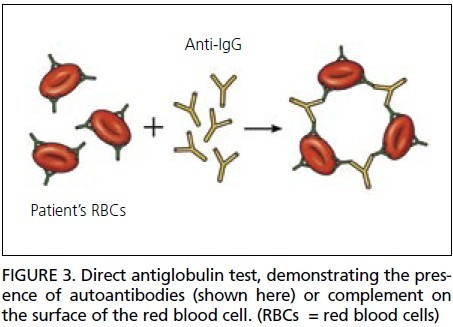 Anti-IgG
+
Patient's RBCs
FIGURE 3. Direct antiglobulin test, demonstrating the pres-
ence of autoantibodies (shown here) or complement on
the surface of the red blood cell. (RBCs = red blood cells)